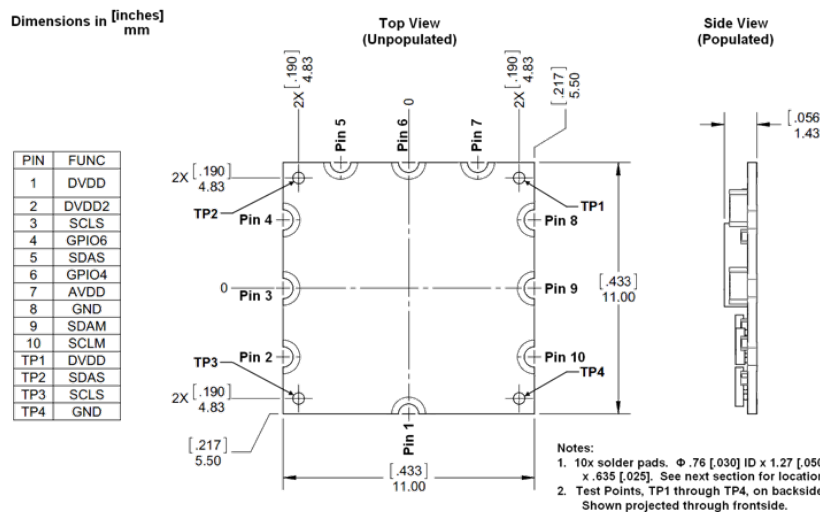 Dimensions in [inches]
mm
Top View
(Unpopulated)
Side View
(Populated)
2X [.190]
4.83
0
2X [.190]
4.83
[.217]
5.50
[.056
1.43
Pin 5
Pin 6
Pin 7
2X [.190]
4.83
TP2
TP1
Pin 4
Pin 8
0
Pin 3
Pin 9
[.433]
11.00
Pin 2
Pin 10
TP3
TP4
2X [.190]
4.83
Pin 1
[.217]
5.50
[.433]
11.00
PIN FUNC
1 DVDD
2 DVDD2
3 SCLS
4 GPIO6
5 SDAS
6 GPIO4
7 AVDD
8 GND
9 SDAM
10 SCLM
TP1 DVDD
TP2 SDAS
TP3 SCLS
TP4 GND
Notes:
1. 10x solder pads. Φ .76 [.030] ID x 1.27 [.050
x .635 [.025]. See next section for location
2. Test Points, TP1 through TP4, on backside
Shown projected through frontside.